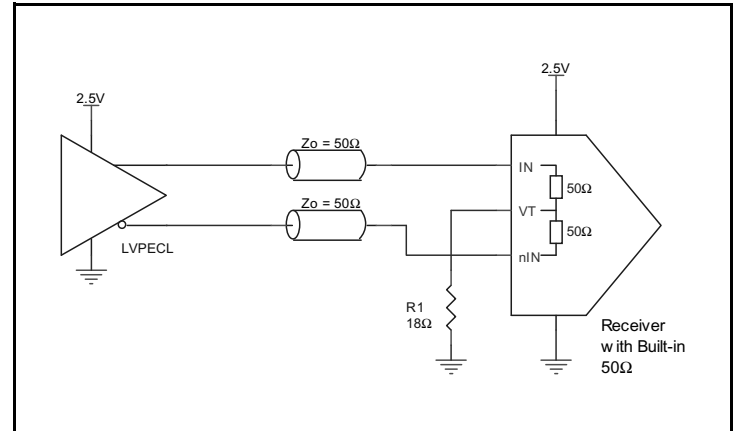 2.5V
2.5V
Zo = 50Ω
IN
50Ω
Zo = 50Ω
VT
50Ω
LVPECL
nIN
R1
18Ω
Receiver
with Built-in
50Ω